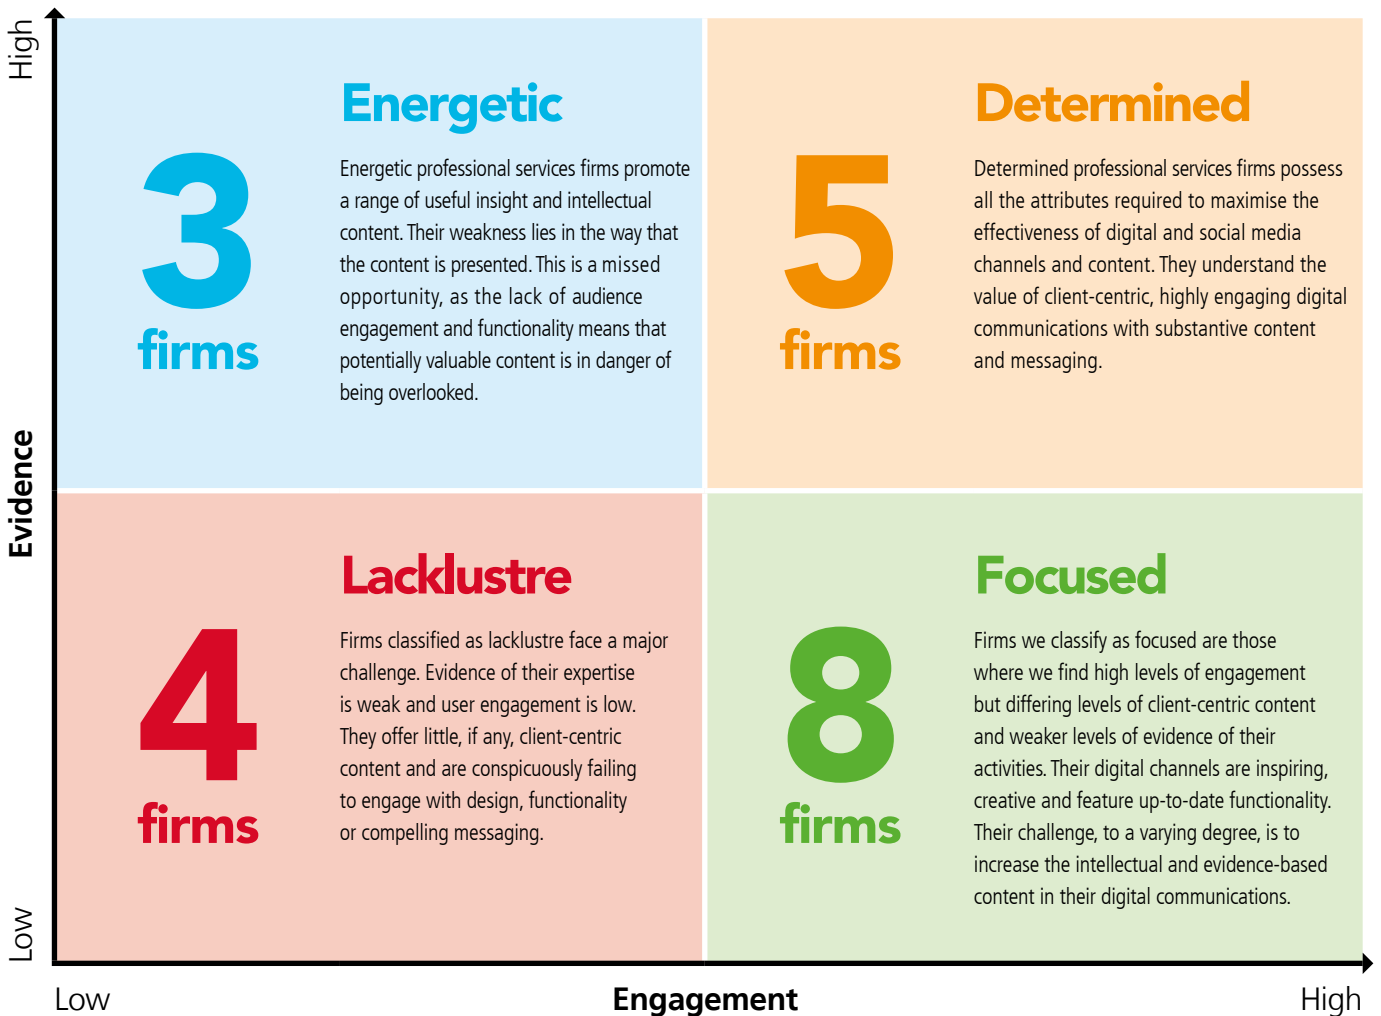 High
Evidence
Low
Energetic
3
firms
Energetic professional services firms promote
a range of useful insight and intellectual
content. Their weakness lies in the way that
the content is presented. This is a missed
opportunity, as the lack of audience
engagement and functionality means that
potentially valuable content is in danger of
being overlooked.
Determined
5
firms
Determined professional services firms possess
all the attributes required to maximise the
effectiveness of digital and social media
channels and content. They understand the
value of client-centric, highly engaging digital
communications with substantive content
and messaging.
Lacklustre
4
firms
Firms classified as lacklustre face a major
challenge. Evidence of their expertise
is weak and user engagement is low.
They offer little, if any, client-centric
content and are conspicuously failing
to engage with design, functionality
or compelling messaging.
Focused
8
firms
Firms we classify as focused are those
where we find high levels of engagement
but differing levels of client-centric content
and weaker levels of evidence of their
activities. Their digital channels are inspiring,
creative and feature up-to-date functionality.
Their challenge, to a varying degree, is to
increase the intellectual and evidence-based
content in their digital communications.
Low
Engagement
High